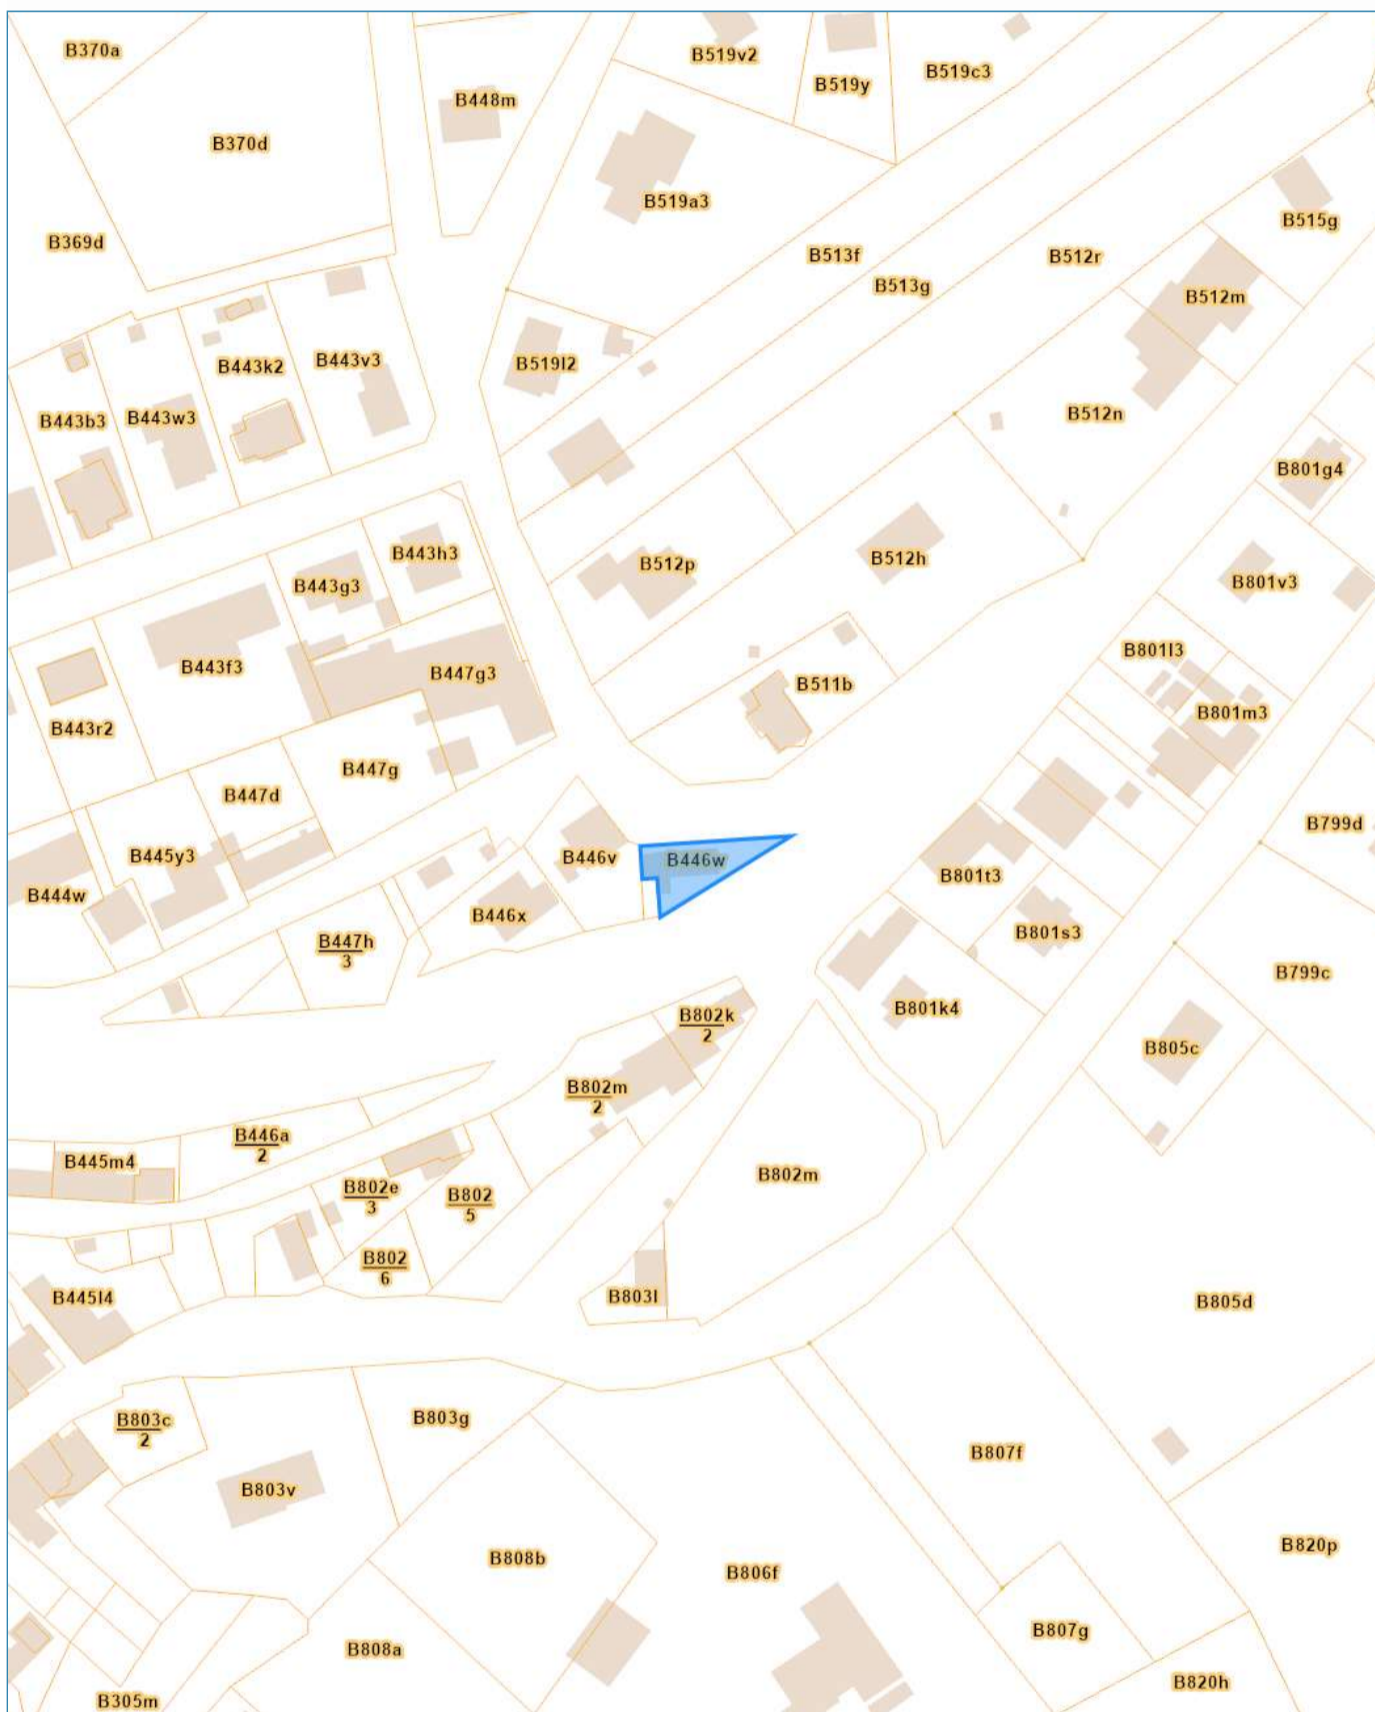 B370a
B519v2
B519c3
B519y
B448m
B370d
B519a3
B515g
B369d
B513f
B512r
B513g
B512m
B443v3
B443k2
B519l2
B443w3
B443b3
B512n
B801g4
B443h3
B512h
B512p
B801v3
B443g3
B801l3
B443f3
B447g3
B511b
B801m3
B443r2
B447g
B447d
B799d
B445y3
B446v
B446w
B801t3
B444w
B446x
B801s3
B447h
3
B799c
B801k4
B802k
2
B805c
B802m
2
B446a
2
B445m4
B802m
B802e
3
B802
5
B802
6
B445l4
B803l
B805d
B803c
2
B803g
B807f
B803v
B820p
B808b
B806f
B807g
B808a
B820h
B305m